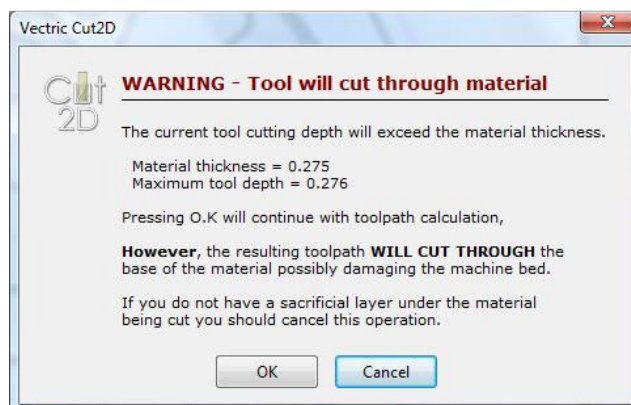 Vectric Cut2D
Cut
2D
WARNING - Tool will cut through material
The current tool cutting depth will exceed the material thickness.
Material thickness = 0.275
Maximum tool depth = 0.276
Pressing O.K will continue with toolpath calculation,
However, the resulting toolpath WILL CUT THROUGH the
base of the material possibly damaging the machine bed.
If you do not have a sacrificial layer under the material
being cut you should cancel this operation.
OK
Cancel